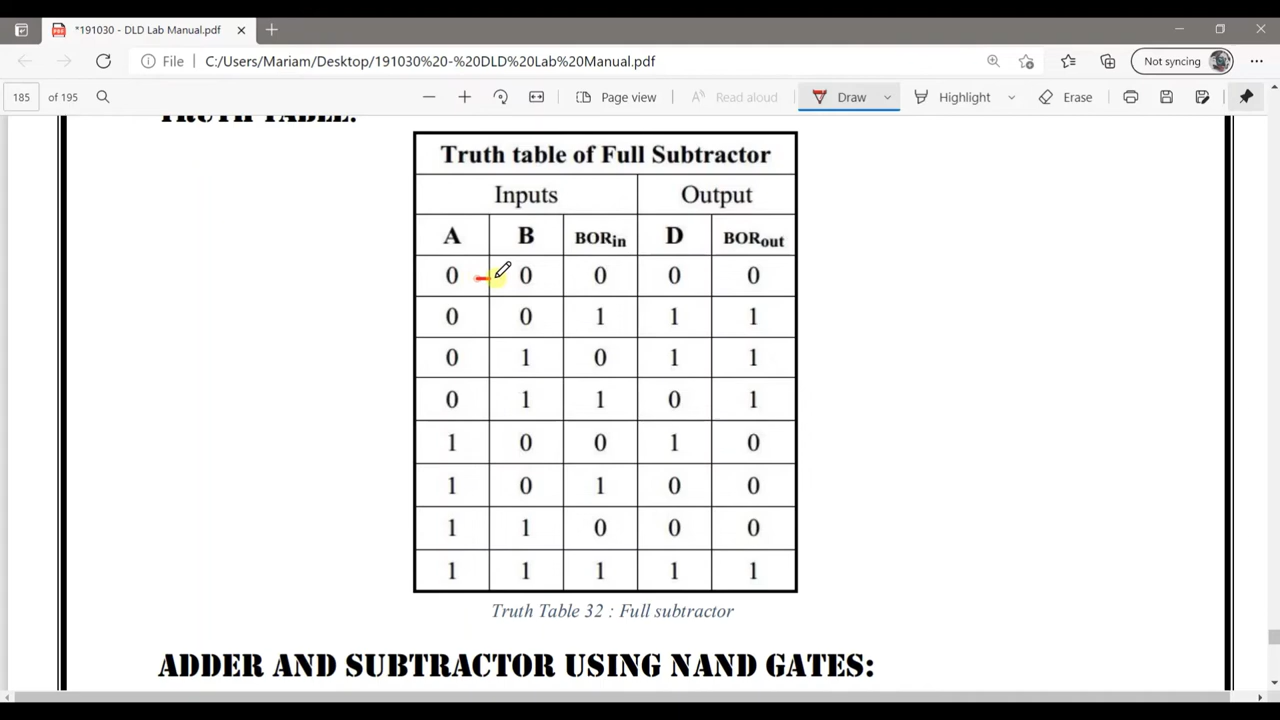 *191030 - DLD Lab Manual.pdf
File C:/Users/Mariam/Desktop/191030%20-%20DLD%20Lab%20Manual.pdf Not syncing
185 of 195 Page view Read aloud Draw Highlight Erase
TRUTH TABLE:
Truth table of Full Subtractor
Inputs Output
A B BORin D BORout
0 0 0 0 0
0 0 1 1 1
0 1 0 1 1
0 1 1 0 1
1 0 0 1 0
1 0 1 0 0
1 1 0 0 0
1 1 1 1 1
Truth Table 32 : Full subtractor
ADDER AND SUBTRACTOR USING NAND GATES: